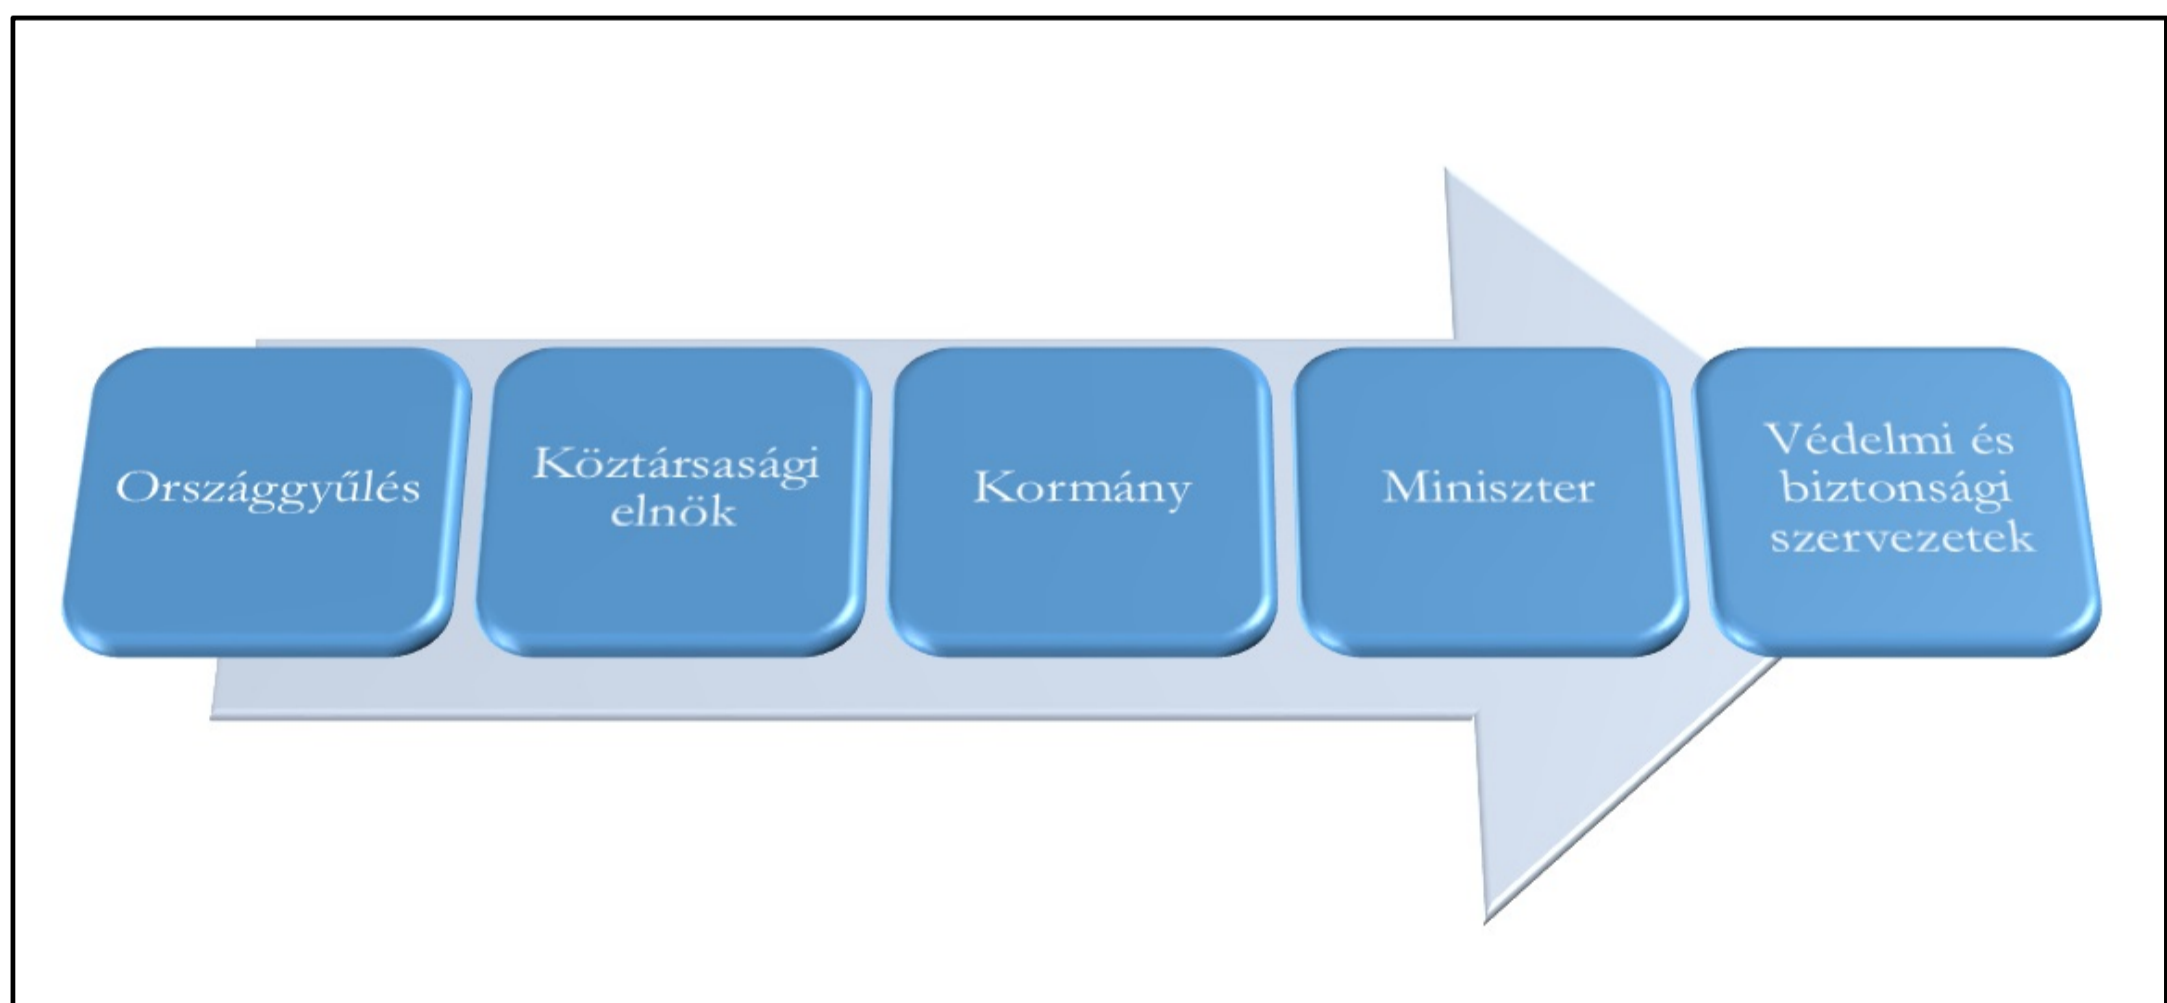 Országgyűlés
Köztársasági
elnök
Kormány
Miniszter
Védelmi és
biztonsági
szervezetek